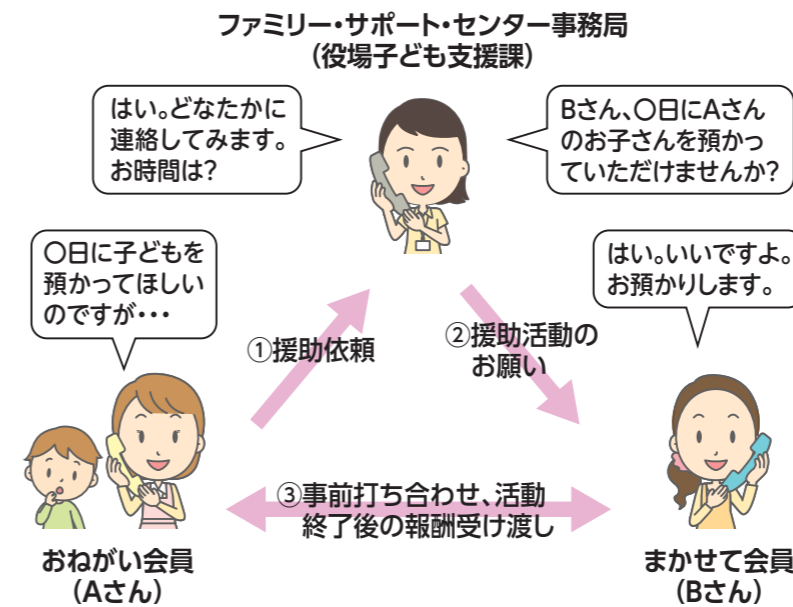 ファミリー・サポート・センター事務局
(役場子ども支援課)
はい。どなたかに
連絡してみます。
お時間は?
Bさん、〇日にAさん
のお子さんを預かっ
ていただけませんか?
〇日に子どもを
預かってほしい
のですが・・・
はい。いいですよ。
お預かりします。
①援助依頼
②援助活動の
お願い
③事前打ち合わせ、活動
終了後の報酬受け渡し
おねがい会員
(Aさん)
まかせて会員
(Bさん)